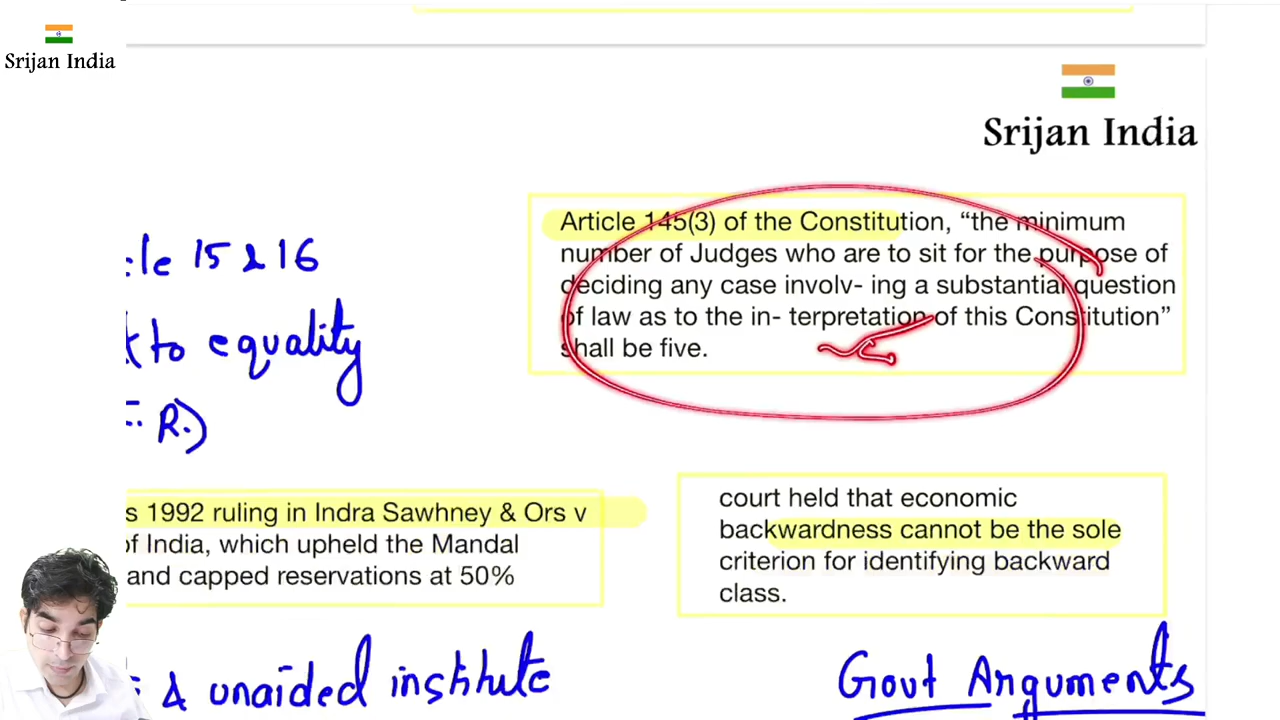 Srijan India
Srijan India
Article 145(3) of the Constitution, “the minimum
number of Judges who are to sit for the purpose of
deciding any case involv- ing a substantial question
of law as to the in- terpretation of this Constitution”
shall be five.
cle 15 & 16
to equality
R.)
s 1992 ruling in Indra Sawhney & Ors v
of India, which upheld the Mandal
and capped reservations at 50%
court held that economic
backwardness cannot be the sole
criterion for identifying backward
class.
& unaided institute
Govt Arguments